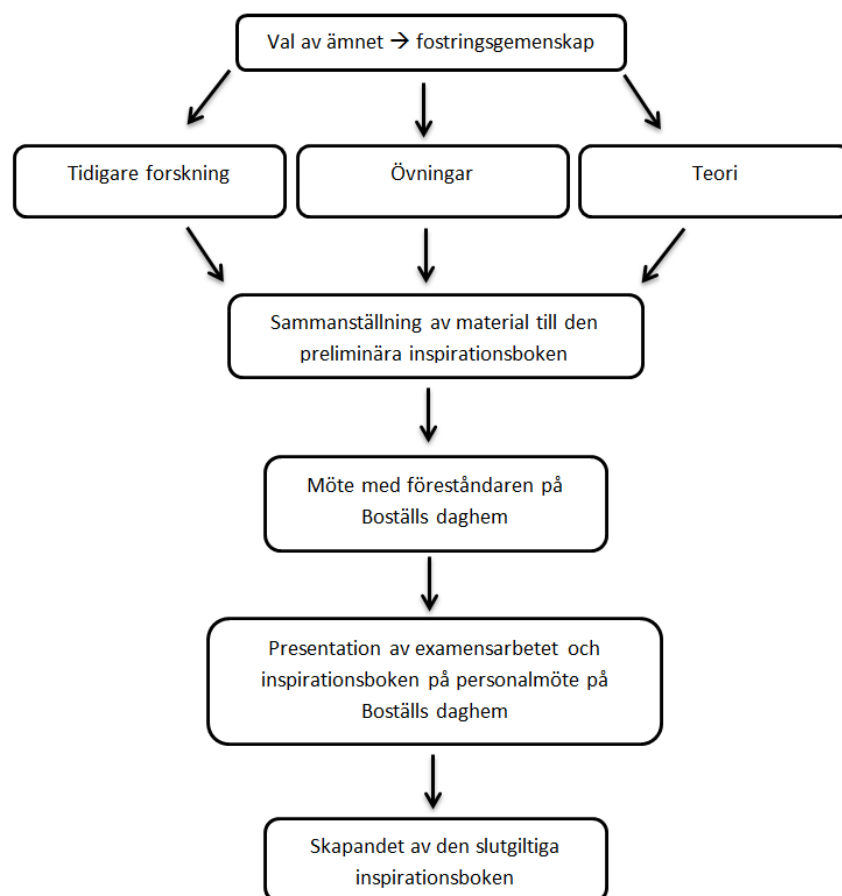 Val av ämnet → fostringsgemenskap
Tidigare forskning
Övningar
Teori
Sammanställning av material till den
preliminära inspirationsboken
Möte med föreståndaren på
Boställs daghem
Presentation av examensarbetet och
inspirationsboken på personalmöte på
Boställs daghem
Skapandet av den slutgiltiga
inspirationsboken